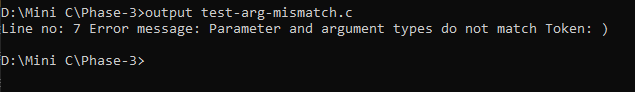 D:\Mini C\Phase-3>output test-arg-mismatch.c
Line no: 7 Error message: Parameter and argument types do not match Token: )
D:\Mini C\Phase-3>